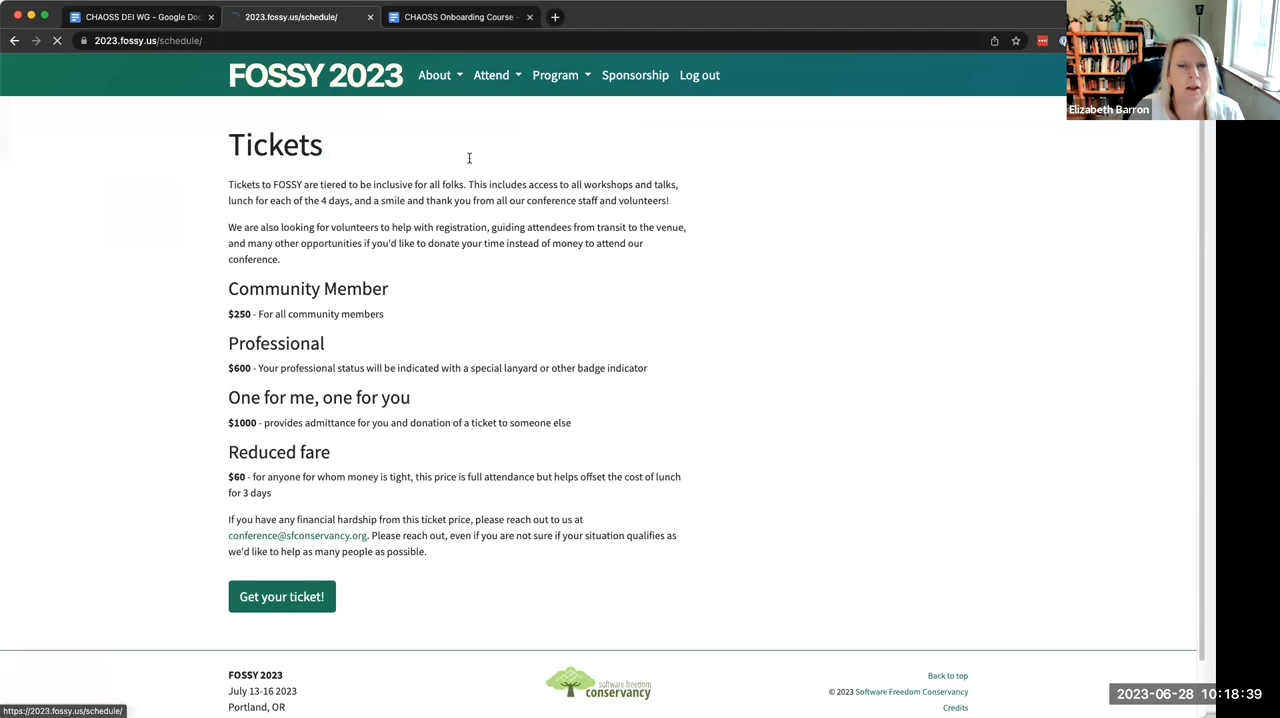 CHAOSS DEI WG - Google Doc
2023.fossy.us/schedule/
CHAOSS Onboarding Course -
2023.fossy.us/schedule/
FOSSY 2023
About
Attend
Program
Sponsorship
Log out
Elizabeth Barron
Tickets
Tickets to FOSSY are tiered to be inclusive for all folks. This includes access to all workshops and talks,
lunch for each of the 4 days, and a smile and thank you from all our conference staff and volunteers!
We are also looking for volunteers to help with registration, guiding attendees from transit to the venue,
and many other opportunities if you'd like to donate your time instead of money to attend our
conference.
Community Member
$250 - For all community members
Professional
$600 - Your professional status will be indicated with a special lanyard or other badge indicator
One for me, one for you
$1000 - provides admittance for you and donation of a ticket to someone else
Reduced fare
$60 - for anyone for whom money is tight, this price is full attendance but helps offset the cost of lunch
for 3 days
If you have any financial hardship from this ticket price, please reach out to us at
conference@sfconservancy.org. Please reach out, even if you are not sure if your situation qualifies as
we'd like to help as many people as possible.
Get your ticket!
FOSSY 2023
July 13-16 2023
Portland, OR
software freedom
conservancy
Back to top
© 2023 Software Freedom Conservancy
Credits
2023-06-28 10:18:39
https://2023.fossy.us/schedule/